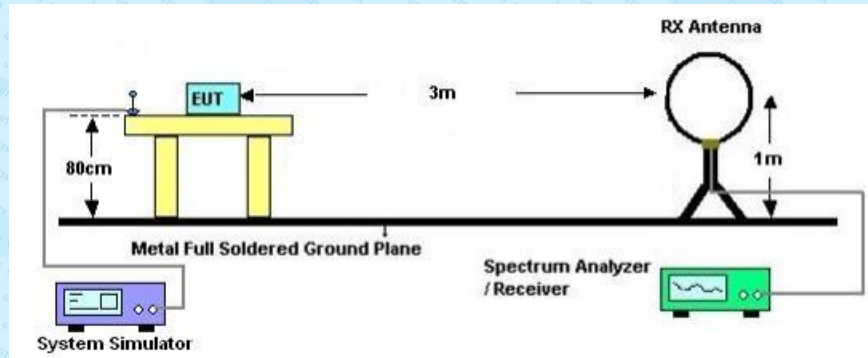 RX Antenna
EUT
3m
80cm
1m
Metal Full Soldered Ground Plane
Spectrum Analyzer
/ Receiver
System Simulator